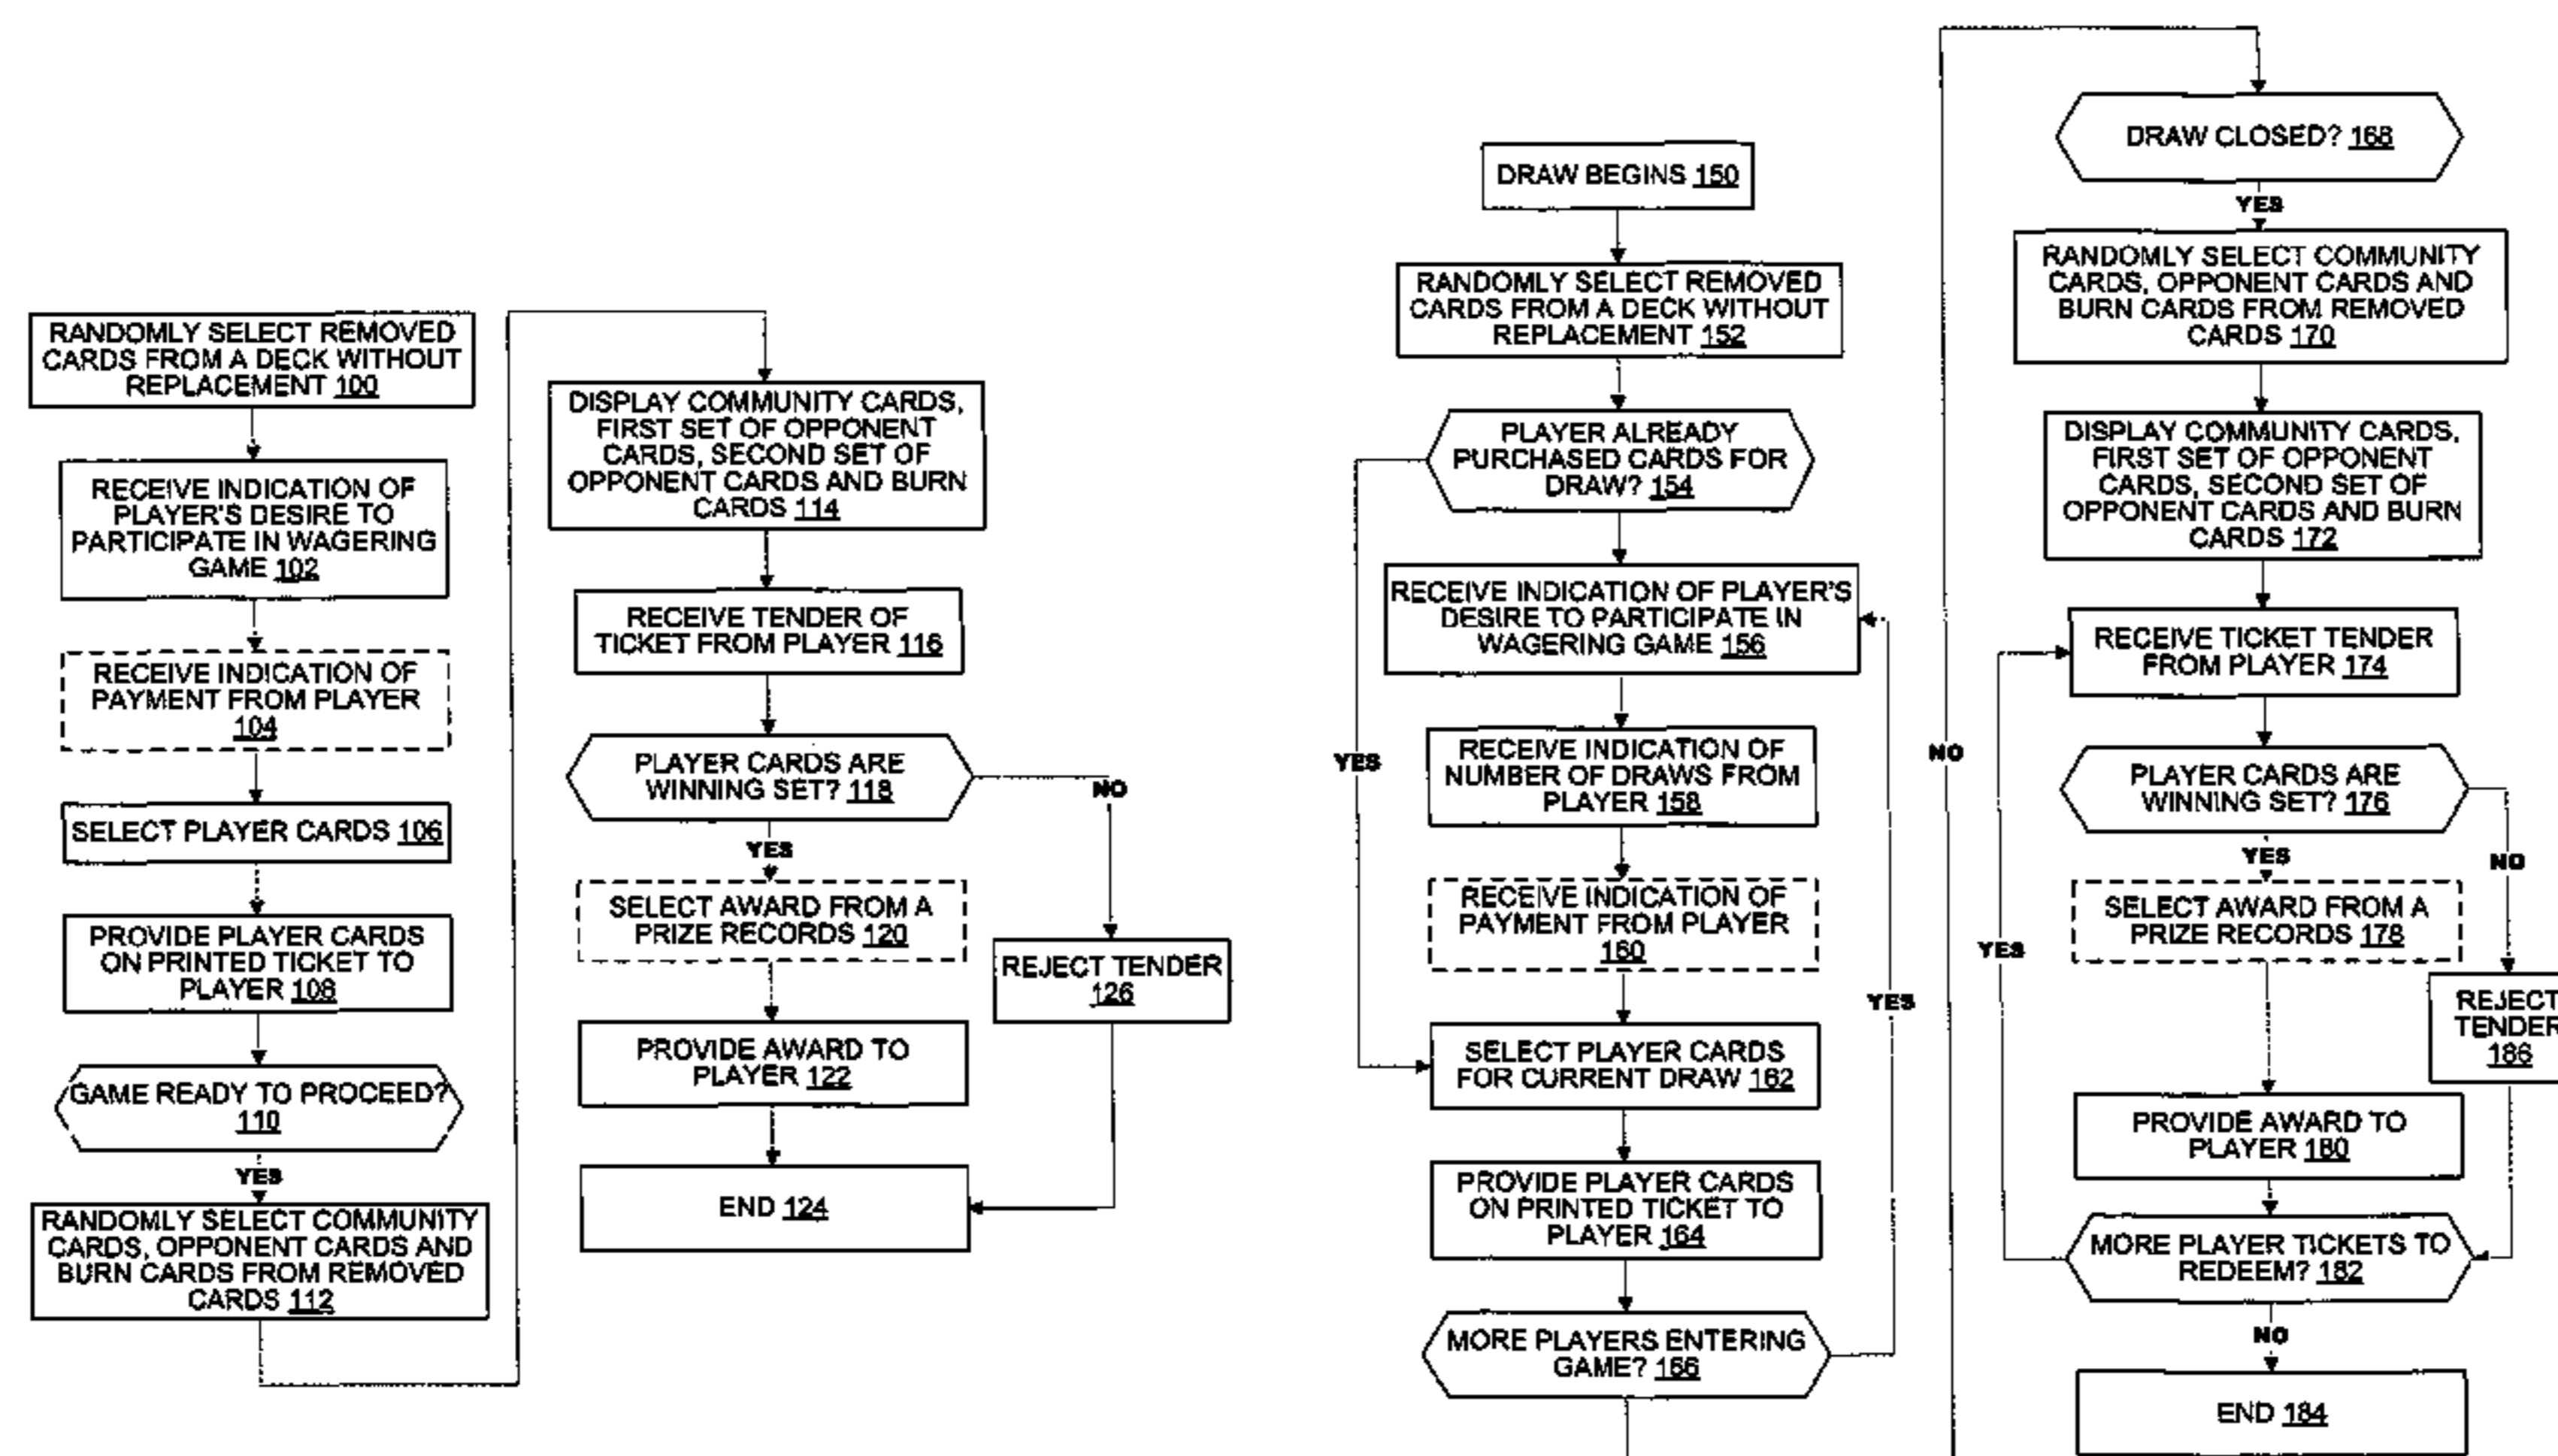 RANDOMLY SELECT REMOVED
CARDS FROM A DECK WITHOUT
REPLACEMENT 100
RECEIVE INDICATION OF
PLAYER'S DESIRE TO
PARTICIPATE IN WAGERING
GAME 102
RECEIVE INDICATION OF
PAYMENT FROM PLAYER
104
SELECT PLAYER CARDS 106
PROVIDE PLAYER CARDS
ON PRINTED TICKET TO
PLAYER 108
GAME READY TO PROCEED?
110
YES
RANDOMLY SELECT COMMUNITY
CARDS, OPPONENT CARDS AND
BURN CARDS FROM REMOVED
CARDS 112
DISPLAY COMMUNITY CARDS,
FIRST SET OF OPPONENT
CARDS, SECOND SET OF
OPPONENT CARDS AND BURN
CARDS 114
RECEIVE TENDER OF
TICKET FROM PLAYER 116
PLAYER CARDS ARE
WINNING SET? 118
NO
YES
SELECT AWARD FROM A
PRIZE RECORDS 120
REJECT TENDER
126
PROVIDE AWARD TO
PLAYER 122
END 124
DRAW BEGINS 150
RANDOMLY SELECT REMOVED
CARDS FROM A DECK WITHOUT
REPLACEMENT 152
PLAYER ALREADY
PURCHASED CARDS FOR
DRAW? 154
YES
RECEIVE INDICATION OF PLAYER'S
DESIRE TO PARTICIPATE IN
WAGERING GAME 156
RECEIVE INDICATION OF
NUMBER OF DRAWS FROM
PLAYER 158
RECEIVE INDICATION OF
PAYMENT FROM PLAYER
160
SELECT PLAYER CARDS
FOR CURRENT DRAW 162
PROVIDE PLAYER CARDS
ON PRINTED TICKET TO
PLAYER 164
MORE PLAYERS ENTERING
GAME? 166
YES
NO
DRAW CLOSED? 168
YES
RANDOMLY SELECT COMMUNITY
CARDS, OPPONENT CARDS AND
BURN CARDS FROM REMOVED
CARDS 170
DISPLAY COMMUNITY CARDS,
FIRST SET OF OPPONENT
CARDS, SECOND SET OF
OPPONENT CARDS AND BURN
CARDS 172
RECEIVE TICKET TENDER
FROM PLAYER 174
PLAYER CARDS ARE
WINNING SET? 176
YES
NO
SELECT AWARD FROM A
PRIZE RECORDS 178
YES
REJECT
TENDER
186
PROVIDE AWARD TO
PLAYER 180
MORE PLAYER TICKETS TO
REDEEM? 182
NO
END 184